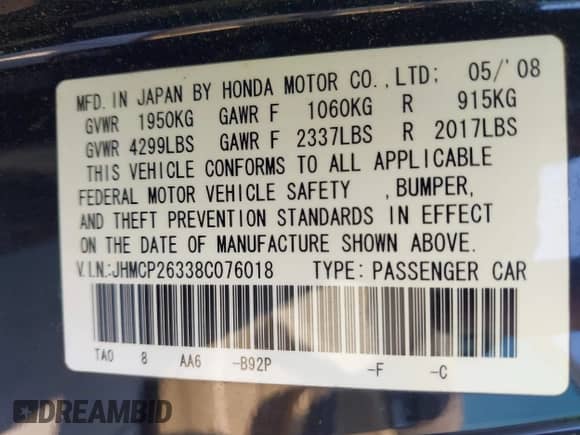 MFD. IN JAPAN BY HONDA MOTOR CO.,LTD; 05/'08
GVWR 1950KG GAWR F 1060KG R 915KG
GVWR 4299LBS GAWR F 2337LBS R 2017LBS
THIS VEHICLE CONFORMS TO ALL APPLICABLE
FEDERAL MOTOR VEHICLE SAFETY ,BUMPER,
AND THEFT PREVENTION STANDARDS IN EFFECT
ON THE DATE OF MANUFACTURE SHOWN ABOVE.
V.I.N.:JHMCP26338C076018 TYPE: PASSENGER CAR
TA0 8 AA6 -B92P -F -C
DREAMBID